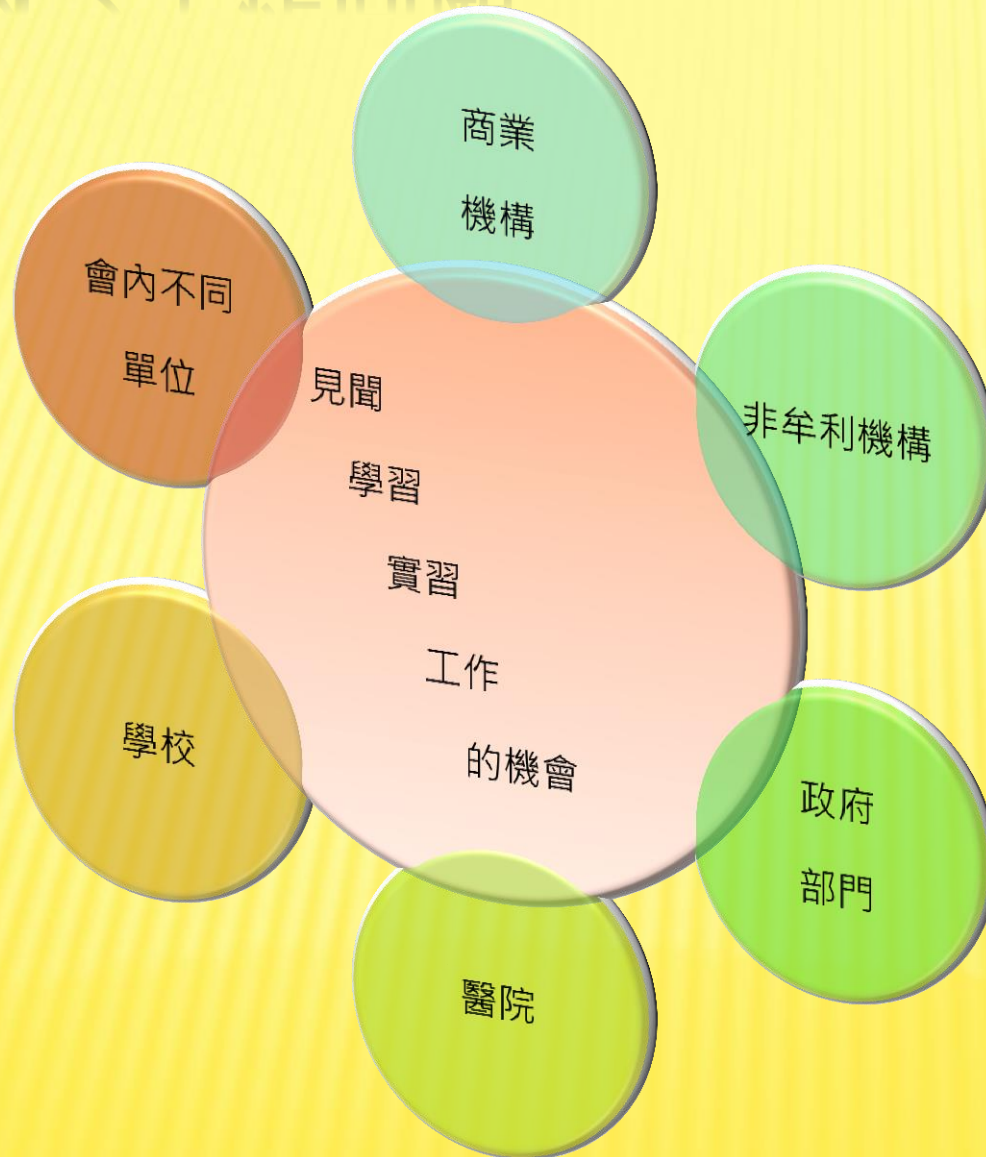 商業
機構
非牟利機構
政府
部門
醫院
學校
會內不同
單位
見聞
學習
實習
工作
的機會